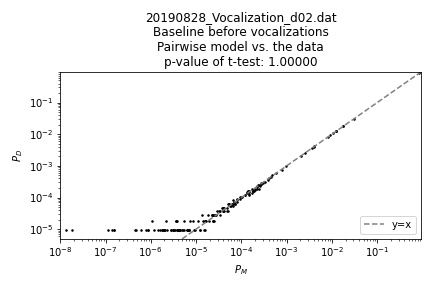 20190828_Vocalization_d02.dat
Baseline before vocalizations
Pairwise model vs. the data
p-value of t-test: 1.00000
10⁻¹
10⁻²
10⁻³
10⁻⁴
10⁻⁵
P_D
10⁻⁸ 10⁻⁷ 10⁻⁶ 10⁻⁵ 10⁻⁴ 10⁻³ 10⁻² 10⁻¹
P_M
y=x